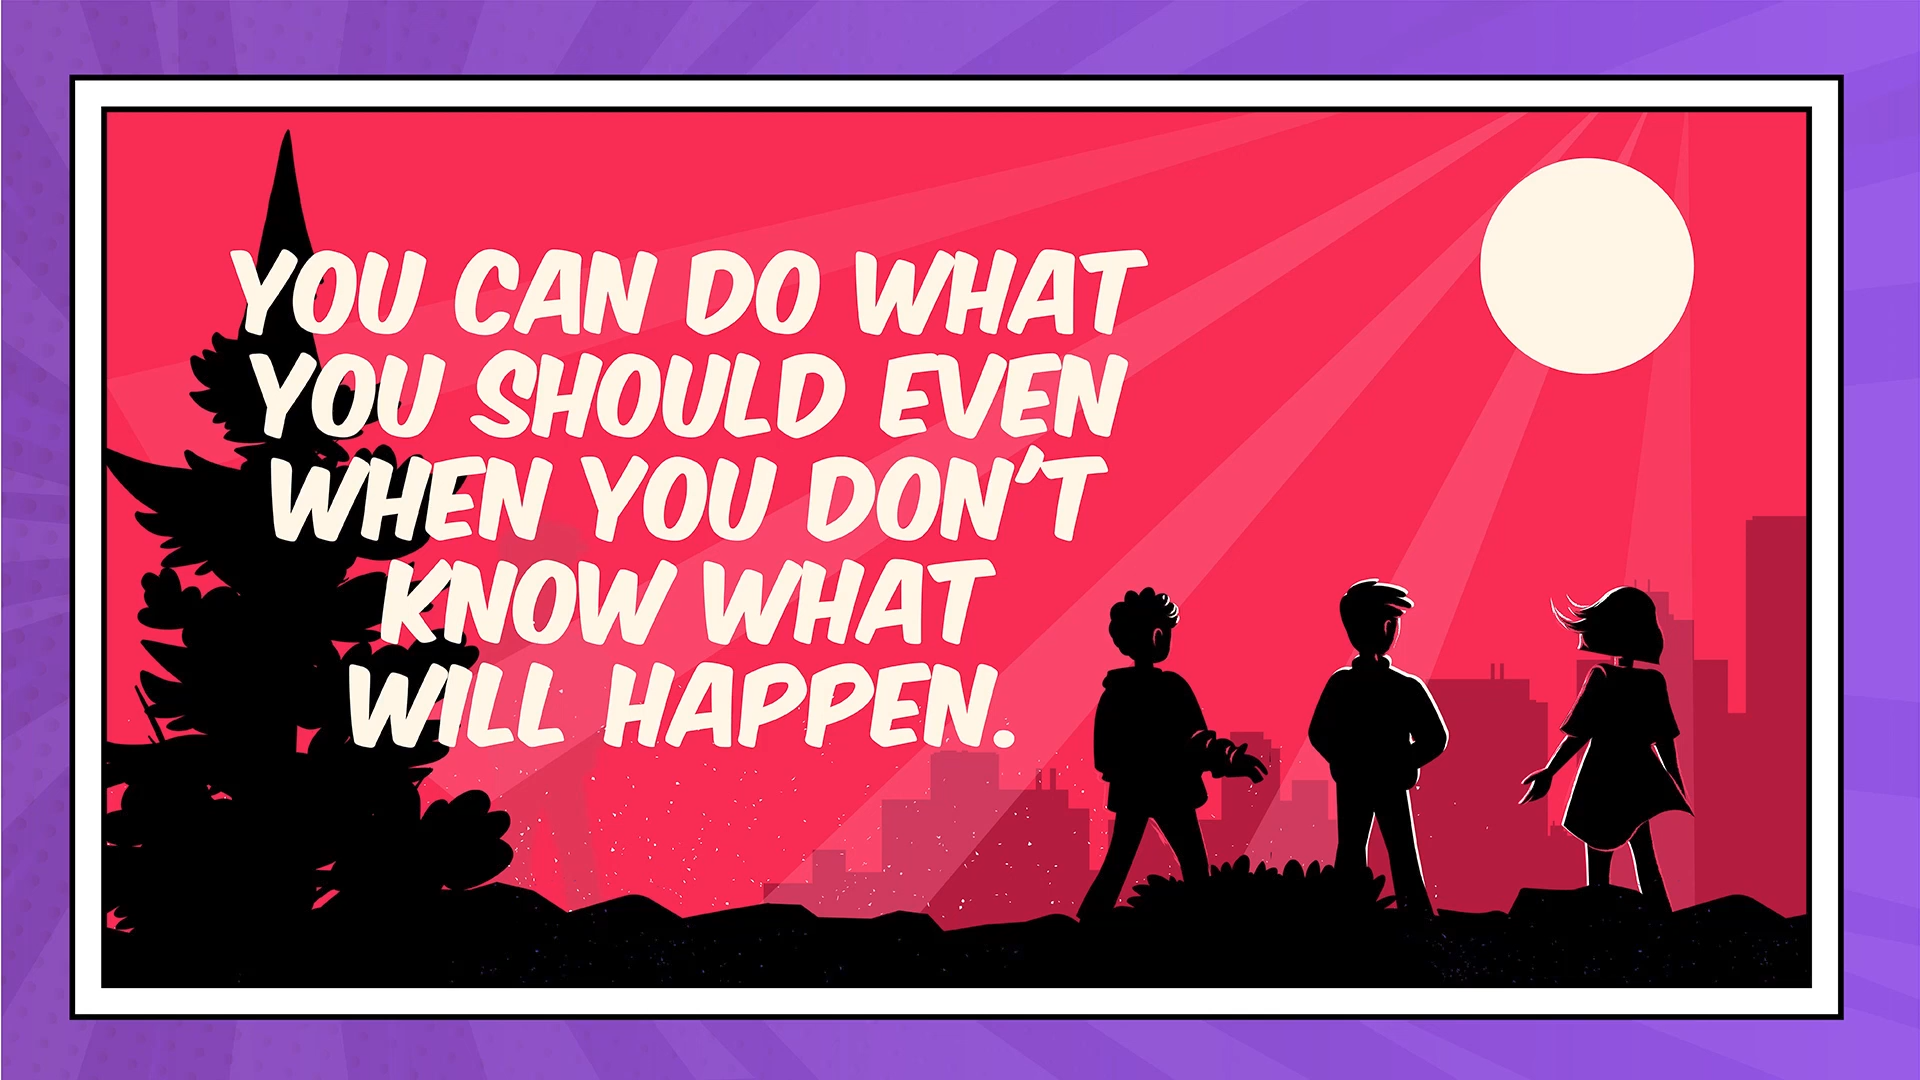 YOU CAN DO WHAT
YOU SHOULD EVEN
WHEN YOU DON'T
KNOW WHAT
WILL HAPPEN.